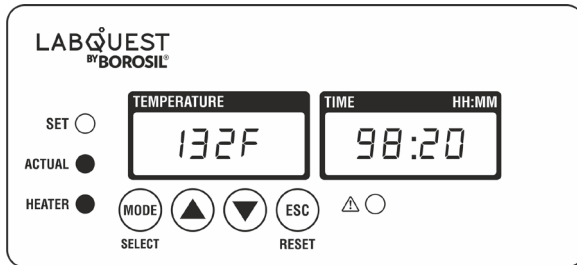 LABQUEST
BY BOROSIL®
TEMPERATURE
132F
TIME HH:MM
98:20
SET
ACTUAL
HEATER
MODE
ESC
SELECT
RESET